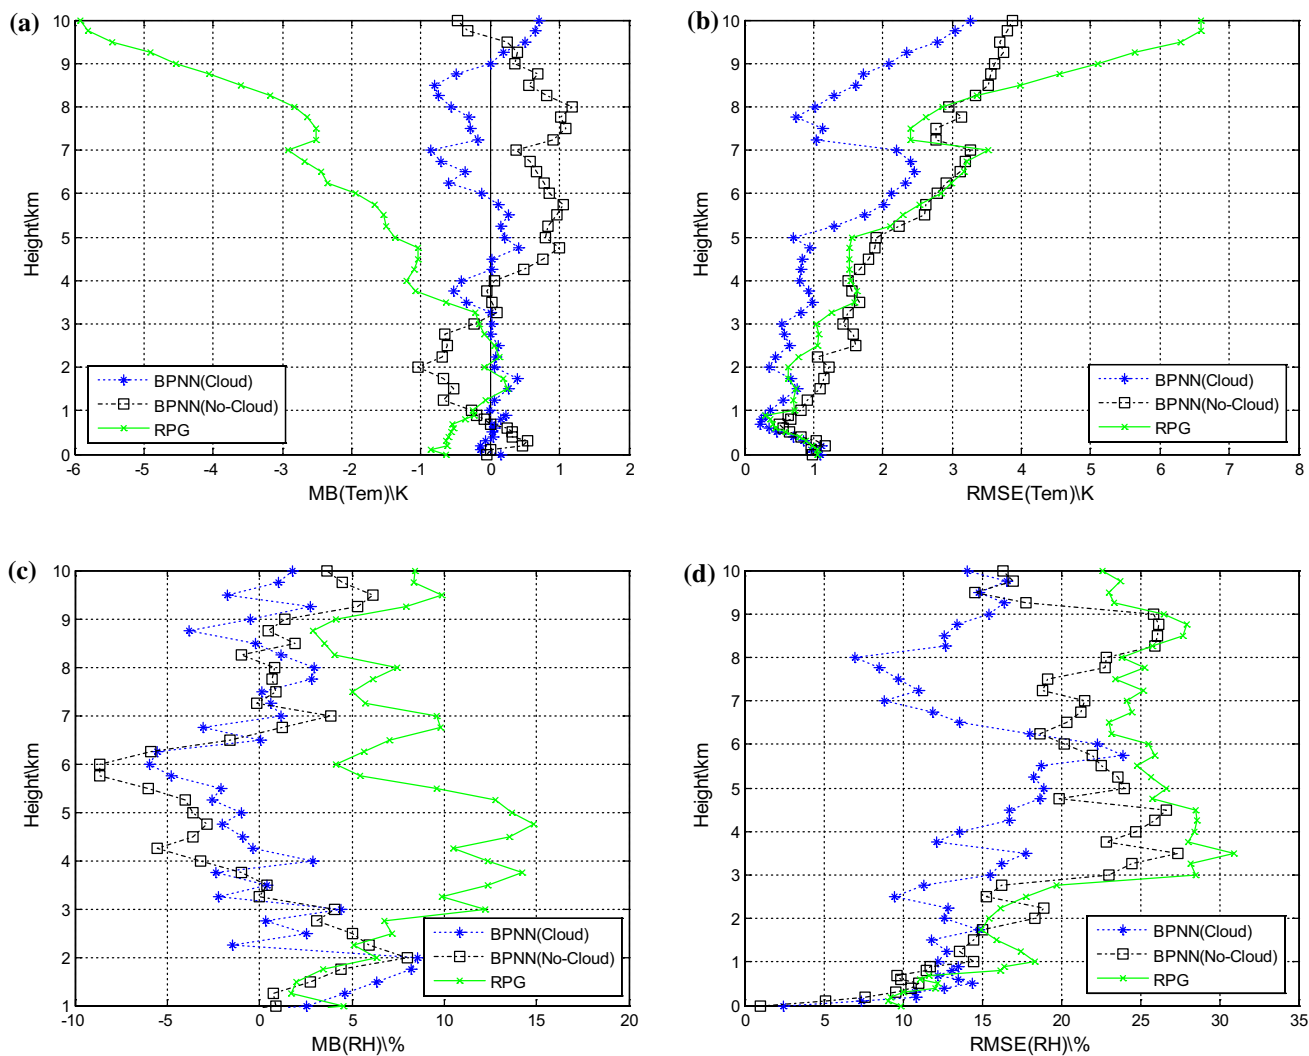 (a)
10
9
8
7
6
5
4
3
2
1
0
Height\km
BPNN(Cloud)
BPNN(No-Cloud)
RPG
-6 -5 -4 -3 -2 -1 0 1 2
MB(Tem)\K
(b)
10
9
8
7
6
5
4
3
2
1
0
Height\km
BPNN(Cloud)
BPNN(No-Cloud)
RPG
0 1 2 3 4 5 6 7 8
RMSE(Tem)\K
(c)
10
9
8
7
6
5
4
3
2
1
Height\km
BPNN(Cloud)
BPNN(No-Cloud)
RPG
-10 -5 0 5 10 15 20
MB(RH)\%
(d)
10
9
8
7
6
5
4
3
2
1
0
Height\km
BPNN(Cloud)
BPNN(No-Cloud)
RPG
0 5 10 15 20 25 30 35
RMSE(RH)\%